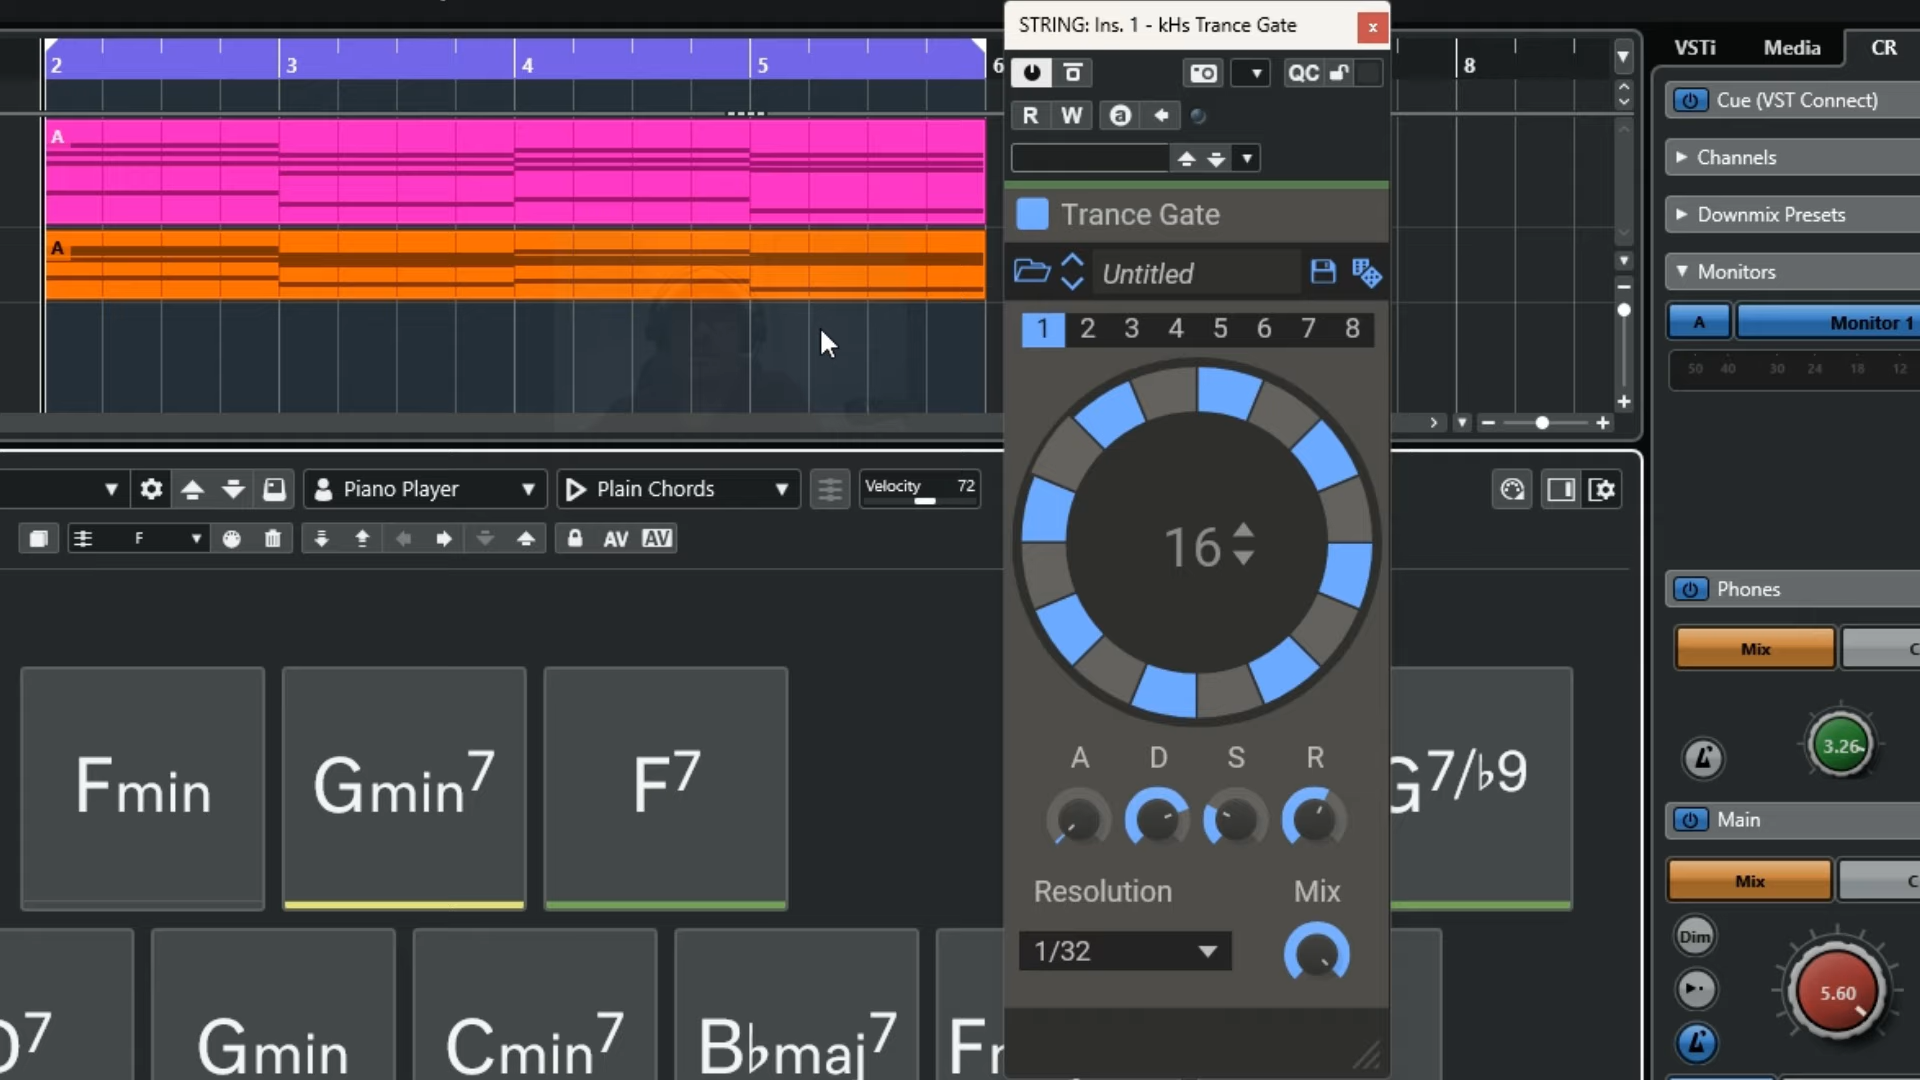 STRING: Ins. 1 - kHs Trance Gate x
VSTi Media CR
2 3 4 5 6 8
QC
Cue (VST Connect)
R W a
A
Channels
Downmix Presets
Trance Gate
A
Untitled
Monitors
1 2 3 4 5 6 7 8
A Monitor 1
50 40 30 24 18 12
Piano Player Plain Chords Velocity 72
F AV AV
16
Phones
Mix C
Fmin Gmin7 F7 G7/♭9
A D S R
3.26
Main
Resolution Mix
Mix C
1/32
Dim
5.60
D7 Gmin Cmin7 B♭maj7